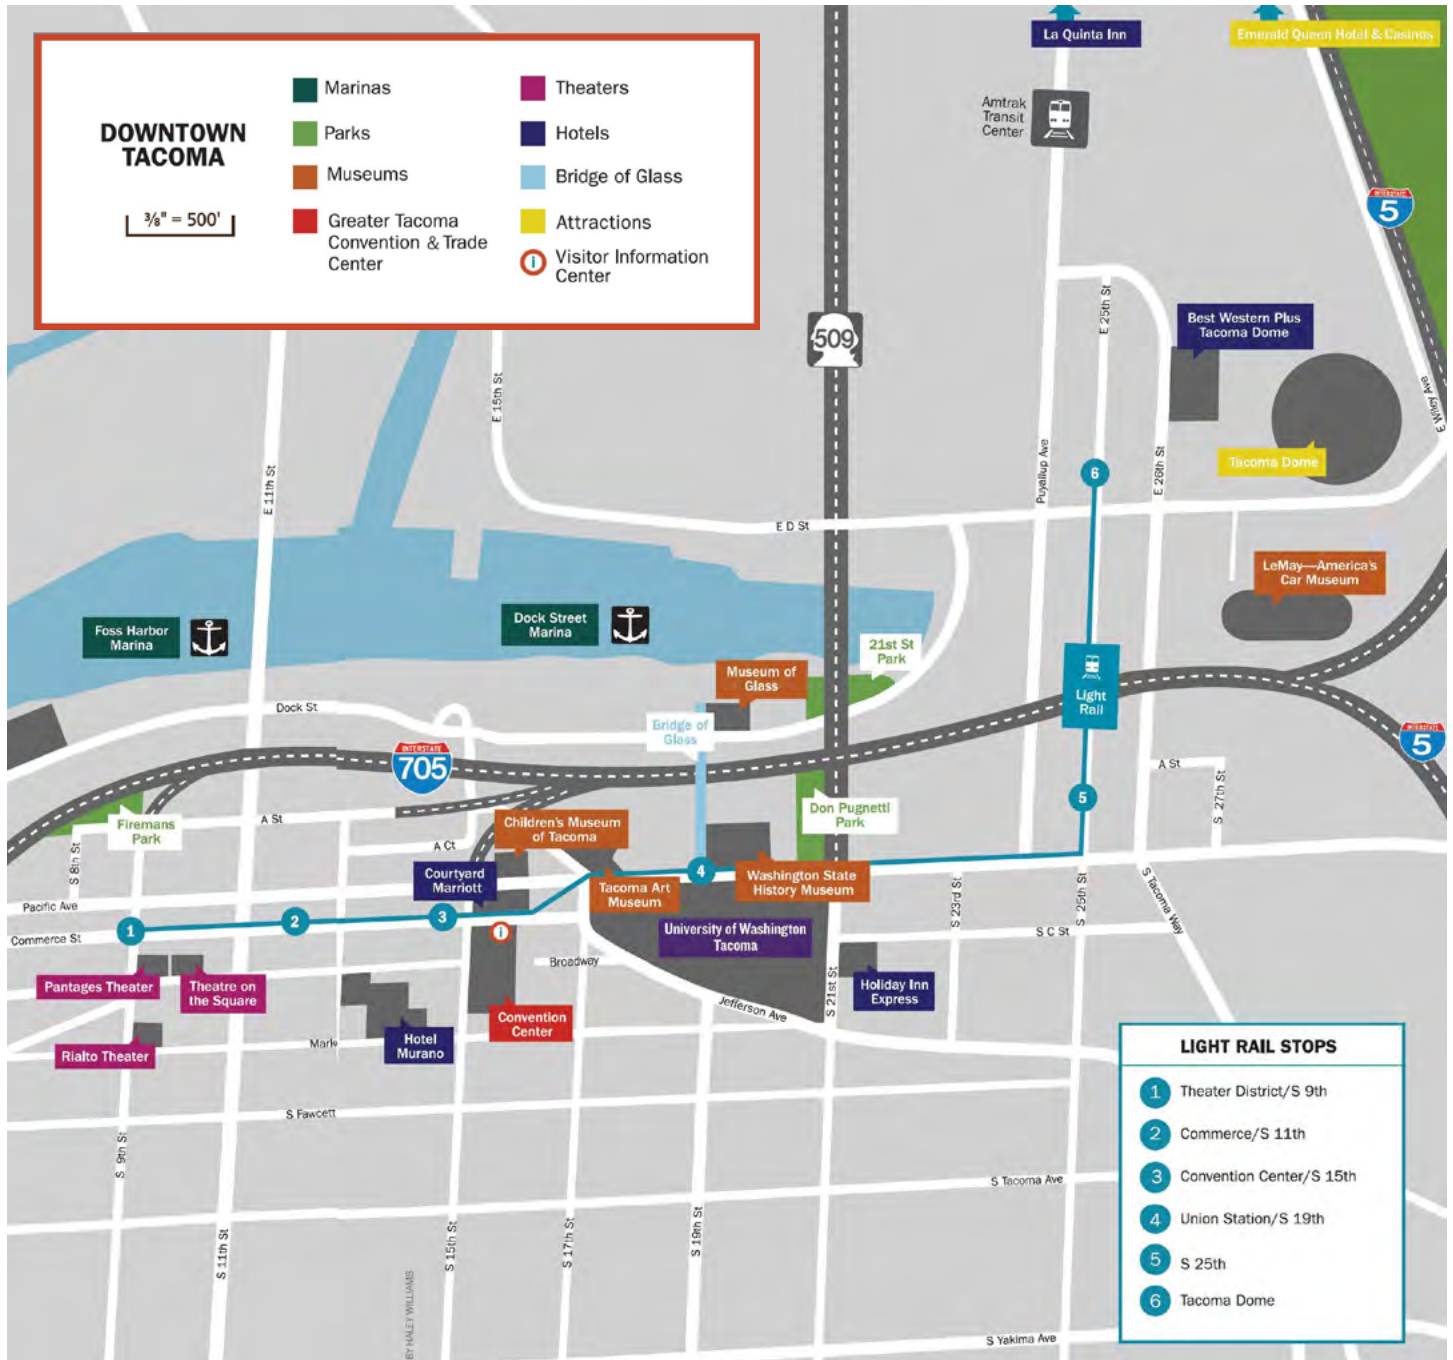 DOWNTOWN
TACOMA
3/8" = 500'
Marinas
Parks
Museums
Greater Tacoma
Convention & Trade
Center
Theaters
Hotels
Bridge of Glass
Attractions
i
Visitor Information
Center
La Quinta Inn
Emerald Queen Hotel & Casinos
Amtrak
Transit
Center
INTERSTATE
5
509
E 25th St
Best Western Plus
Tacoma Dome
E 15th St
E Wiley Ave
E 11th St
Puyallup Ave
E 26th St
Tacoma Dome
6
E D St
LeMay—America's
Car Museum
Foss Harbor
Marina
Dock Street
Marina
21st St
Park
Museum of
Glass
Light
Rail
Dock St
Bridge of
Glass
INTERSTATE
705
INTERSTATE
5
A St
S 27th St
5
Firemans
Park
A St
Children's Museum
of Tacoma
Don Pugnetti
Park
A Ct
S 8th St
Courtyard
Marriott
Tacoma Art
Museum
4
Washington State
History Museum
S 23rd St
S 25th St
S Tacoma Way
Pacific Ave
Commerce St
1
2
3
i
University of Washington
Tacoma
S C St
Broadway
Pantages Theater
Theatre on
the Square
S 21st St
Holiday Inn
Express
Jefferson Ave
Convention
Center
Rialto Theater
Mark
Hotel
Murano
S Fawcett
S 9th St
S Tacoma Ave
S 11th St
S 15th St
S 17th St
S 19th St
BY HALEY WILLIAMS
S Yakima Ave
LIGHT RAIL STOPS
1 Theater District/S 9th
2 Commerce/S 11th
3 Convention Center/S 15th
4 Union Station/S 19th
5 S 25th
6 Tacoma Dome